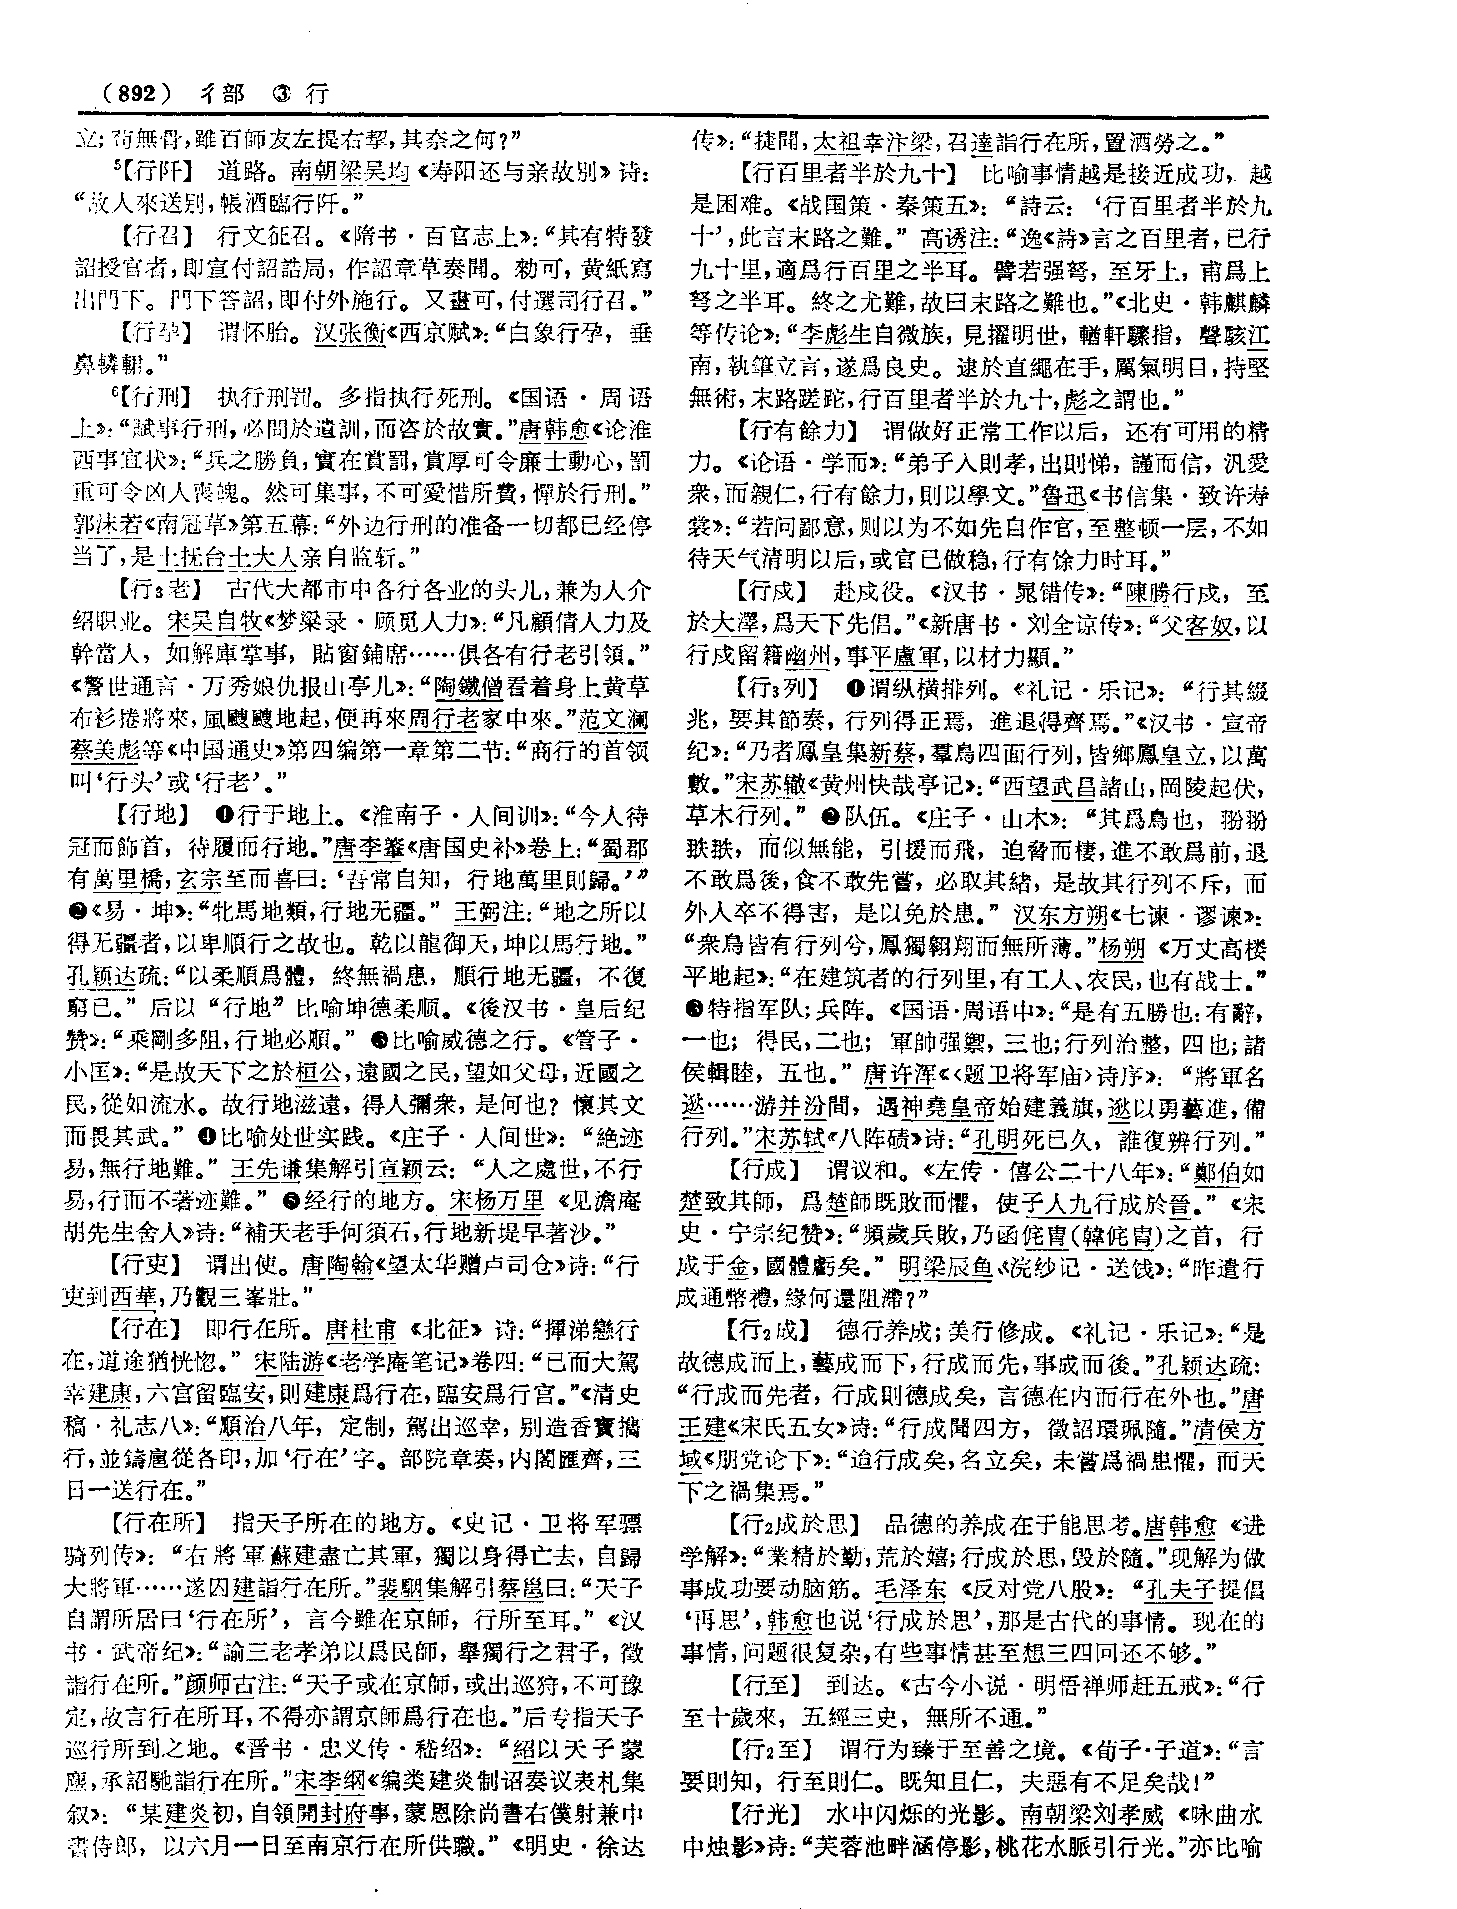 （892） 彳部 ③ 行
立；苟無骨，雖百師友左提右挈，其奈之何？”
⁵【行阡】 道路。南朝梁吴均《寿阳还与亲故别》诗：
“故人來送别，帳酒臨行阡。”
【行召】 行文征召。《隋书·百官志上》：“其有特發
詔授官者，即宣付詔誥局，作詔章草奏聞。勑可，黄紙寫
出門下。門下答詔，即付外施行。又畫可，付選司行召。”
【行孕】 谓怀胎。汉张衡《西京赋》：“白象行孕，垂
鼻轔輑。”
⁶【行刑】 执行刑罚。多指执行死刑。《国语·周语
上》：“賦事行刑，必問於遺訓，而咨於故實。”唐韩愈《论淮
西事宜状》：“兵之勝負，實在賞罰，賞厚可令廉士動心，罰
重可令凶人喪魄。然可集事，不可愛惜所費，憚於行刑。”
郭沫若《南冠草》第五幕：“外边行刑的准备一切都已经停
当了，是土抚台土大人亲自监斩。”
【行₃老】 古代大都市中各行各业的头儿，兼为人介
绍职业。宋吴自牧《梦粱录·顾觅人力》：“凡顧倩人力及
幹當人，如解庫掌事，貼窗鋪席……俱各有行老引領。”
《警世通言·万秀娘仇报山亭儿》：“陶鐵僧看着身上黄草
布衫捲將來，風颼颼地起，便再來周行老家中來。”范文澜
蔡美彪等《中国通史》第四编第一章第二节：“商行的首领
叫‘行头’或‘行老’。”
【行地】 ❶行于地上。《淮南子·人间训》：“今人待
冠而飾首，待履而行地。”唐李肇《唐国史补》卷上：“蜀郡
有萬里橋，玄宗至而喜曰：‘吾常自知，行地萬里則歸。’”
❷《易·坤》：“牝馬地類，行地无疆。”王弼注：“地之所以
得无疆者，以卑順行之故也。乾以龍御天，坤以馬行地。”
孔颖达疏：“以柔順爲體，終無禍患，順行地无疆，不復
窮已。”后以“行地”比喻坤德柔顺。《後汉书·皇后纪
赞》：“乘剛多阻，行地必順。” ❸比喻威德之行。《管子·
小匡》：“是故天下之於桓公，遠國之民，望如父母，近國之
民，從如流水。故行地滋遠，得人彌衆，是何也？懷其文
而畏其武。” ❹比喻处世实践。《庄子·人间世》：“絶迹
易，無行地難。”王先谦集解引宣颖云：“人之處世，不行
易，行而不著迹難。” ❺经行的地方。宋杨万里《见澹庵
胡先生舍人》诗：“補天老手何須石，行地新堤早著沙。”
【行吏】 谓出使。唐陶翰《望太华赠卢司仓》诗：“行
吏到西華，乃觀三峯壯。”
【行在】 即行在所。唐杜甫《北征》诗：“揮涕戀行
在，道途猶恍惚。”宋陆游《老学庵笔记》卷四：“已而大駕
幸建康，六宫留臨安，則建康爲行在，臨安爲行宫。”《清史
稿·礼志八》：“順治八年，定制，駕出巡幸，别造香寶攜
行，並鑄扈從各印，加‘行在’字。部院章奏，内閣匯齊，三
日一送行在。”
【行在所】 指天子所在的地方。《史记·卫将军骠
骑列传》：“右將軍蘇建盡亡其軍，獨以身得亡去，自歸
大將軍……遂囚建詣行在所。”裴駰集解引蔡邕曰：“天子
自謂所居曰‘行在所’，言今雖在京師，行所至耳。”《汉
书·武帝纪》：“諭三老孝弟以爲民師，舉獨行之君子，徵
詣行在所。”颜师古注：“天子或在京師，或出巡狩，不可豫
定，故言行在所耳，不得亦謂京師爲行在也。”后专指天子
巡行所到之地。《晋书·忠义传·嵇绍》：“紹以天子蒙
塵，承詔馳詣行在所。”宋李纲《编类建炎制诏奏议表札集
叙》：“某建炎初，自領開封府事，蒙恩除尚書右僕射兼中
書侍郎，以六月一日至南京行在所供職。”《明史·徐达
传》：“捷聞，太祖幸汴梁，召達詣行在所，置酒勞之。”
【行百里者半於九十】 比喻事情越是接近成功，越
是困难。《战国策·秦策五》：“詩云：‘行百里者半於九
十’，此言末路之難。”高诱注：“逸《詩》言之百里者，已行
九十里，適爲行百里之半耳。譬若强弩，至牙上，甫爲上
弩之半耳。終之尤難，故曰末路之難也。”《北史·韩麒麟
等传论》：“李彪生自微族，見擢明世，輶軒驟指，聲駭江
南，執筆立言，遂爲良史。逮於直繩在手，厲氣明目，持堅
無術，末路蹉跎，行百里者半於九十，彪之謂也。”
【行有餘力】 谓做好正常工作以后，还有可用的精
力。《论语·学而》：“弟子入則孝，出則悌，謹而信，汎愛
衆，而親仁，行有餘力，則以學文。”鲁迅《书信集·致许寿
裳》：“若问鄙意，则以为不如先自作官，至整顿一层，不如
待天气清明以后，或官已做稳，行有馀力时耳。”
【行戍】 赴戍役。《汉书·晁错传》：“陳勝行戍，至
於大澤，爲天下先倡。”《新唐书·刘全谅传》：“父客奴，以
行戍留籍幽州，事平盧軍，以材力顯。”
【行₃列】 ❶谓纵横排列。《礼记·乐记》：“行其綴
兆，要其節奏，行列得正焉，進退得齊焉。”《汉书·宣帝
纪》：“乃者鳳皇集新蔡，羣鳥四面行列，皆鄉鳳皇立，以萬
數。”宋苏辙《黄州快哉亭记》：“西望武昌諸山，岡陵起伏，
草木行列。” ❷队伍。《庄子·山木》：“其爲鳥也，翂翂
翐翐，而似無能，引援而飛，迫脅而棲，進不敢爲前，退
不敢爲後，食不敢先嘗，必取其緒，是故其行列不斥，而
外人卒不得害，是以免於患。”汉东方朔《七谏·谬谏》：
“衆鳥皆有行列兮，鳳獨翱翔而無所薄。”杨朔《万丈高楼
平地起》：“在建筑者的行列里，有工人、农民，也有战士。”
❸特指军队；兵阵。《国语·周语中》：“是有五勝也：有辭，
一也；得民，二也；軍帥强禦，三也；行列治整，四也；諸
侯輯睦，五也。”唐许浑《〈题卫将军庙〉诗序》：“將軍名
逖……游并汾間，遇神堯皇帝始建義旗，逖以勇藝進，備
行列。”宋苏轼《八阵碛》诗：“孔明死已久，誰復辨行列。”
【行成】 谓议和。《左传·僖公二十八年》：“鄭伯如
楚致其師，爲楚師既敗而懼，使子人九行成於晉。”《宋
史·宁宗纪赞》：“頻歲兵敗，乃函侂胄（韓侂胄）之首，行
成于金，國體虧矣。”明梁辰鱼《浣纱记·送饯》：“昨遣行
成通幣禮，緣何還阻滯？”
【行₂成】 德行养成；美行修成。《礼记·乐记》：“是
故德成而上，藝成而下，行成而先，事成而後。”孔颖达疏：
“行成而先者，行成則德成矣，言德在内而行在外也。”唐
王建《宋氏五女》诗：“行成聞四方，徵詔環珮隨。”清侯方
域《朋党论下》：“迨行成矣，名立矣，未嘗爲禍患懼，而天
下之禍集焉。”
【行₂成於思】 品德的养成在于能思考。唐韩愈《进
学解》：“業精於勤，荒於嬉；行成於思，毁於隨。”现解为做
事成功要动脑筋。毛泽东《反对党八股》：“孔夫子提倡
‘再思’，韩愈也说‘行成於思’，那是古代的事情。现在的
事情，问题很复杂，有些事情甚至想三四回还不够。”
【行至】 到达。《古今小说·明悟禅师赶五戒》：“行
至十歲來，五經三史，無所不通。”
【行₂至】 谓行为臻于至善之境。《荀子·子道》：“言
要則知，行至則仁。既知且仁，夫惡有不足矣哉！”
【行光】 水中闪烁的光影。南朝梁刘孝威《咏曲水
中烛影》诗：“芙蓉池畔涵停影，桃花水脈引行光。”亦比喻